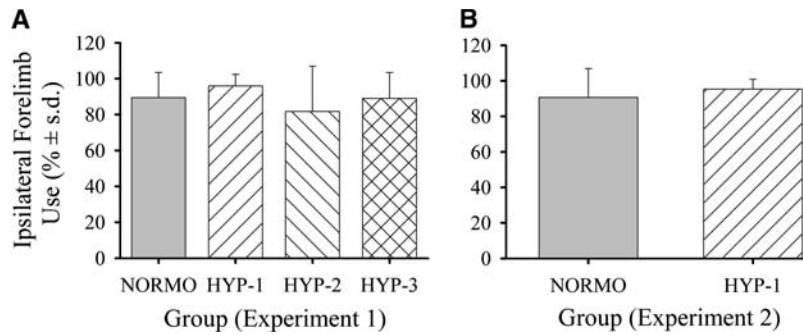 A
Ipsilateral Forelimb
Use (% ± s.d.)
120
100
80
60
40
20
0
NORMO HYP-1 HYP-2 HYP-3
Group (Experiment 1)
B
120
100
80
60
40
20
0
NORMO HYP-1
Group (Experiment 2)